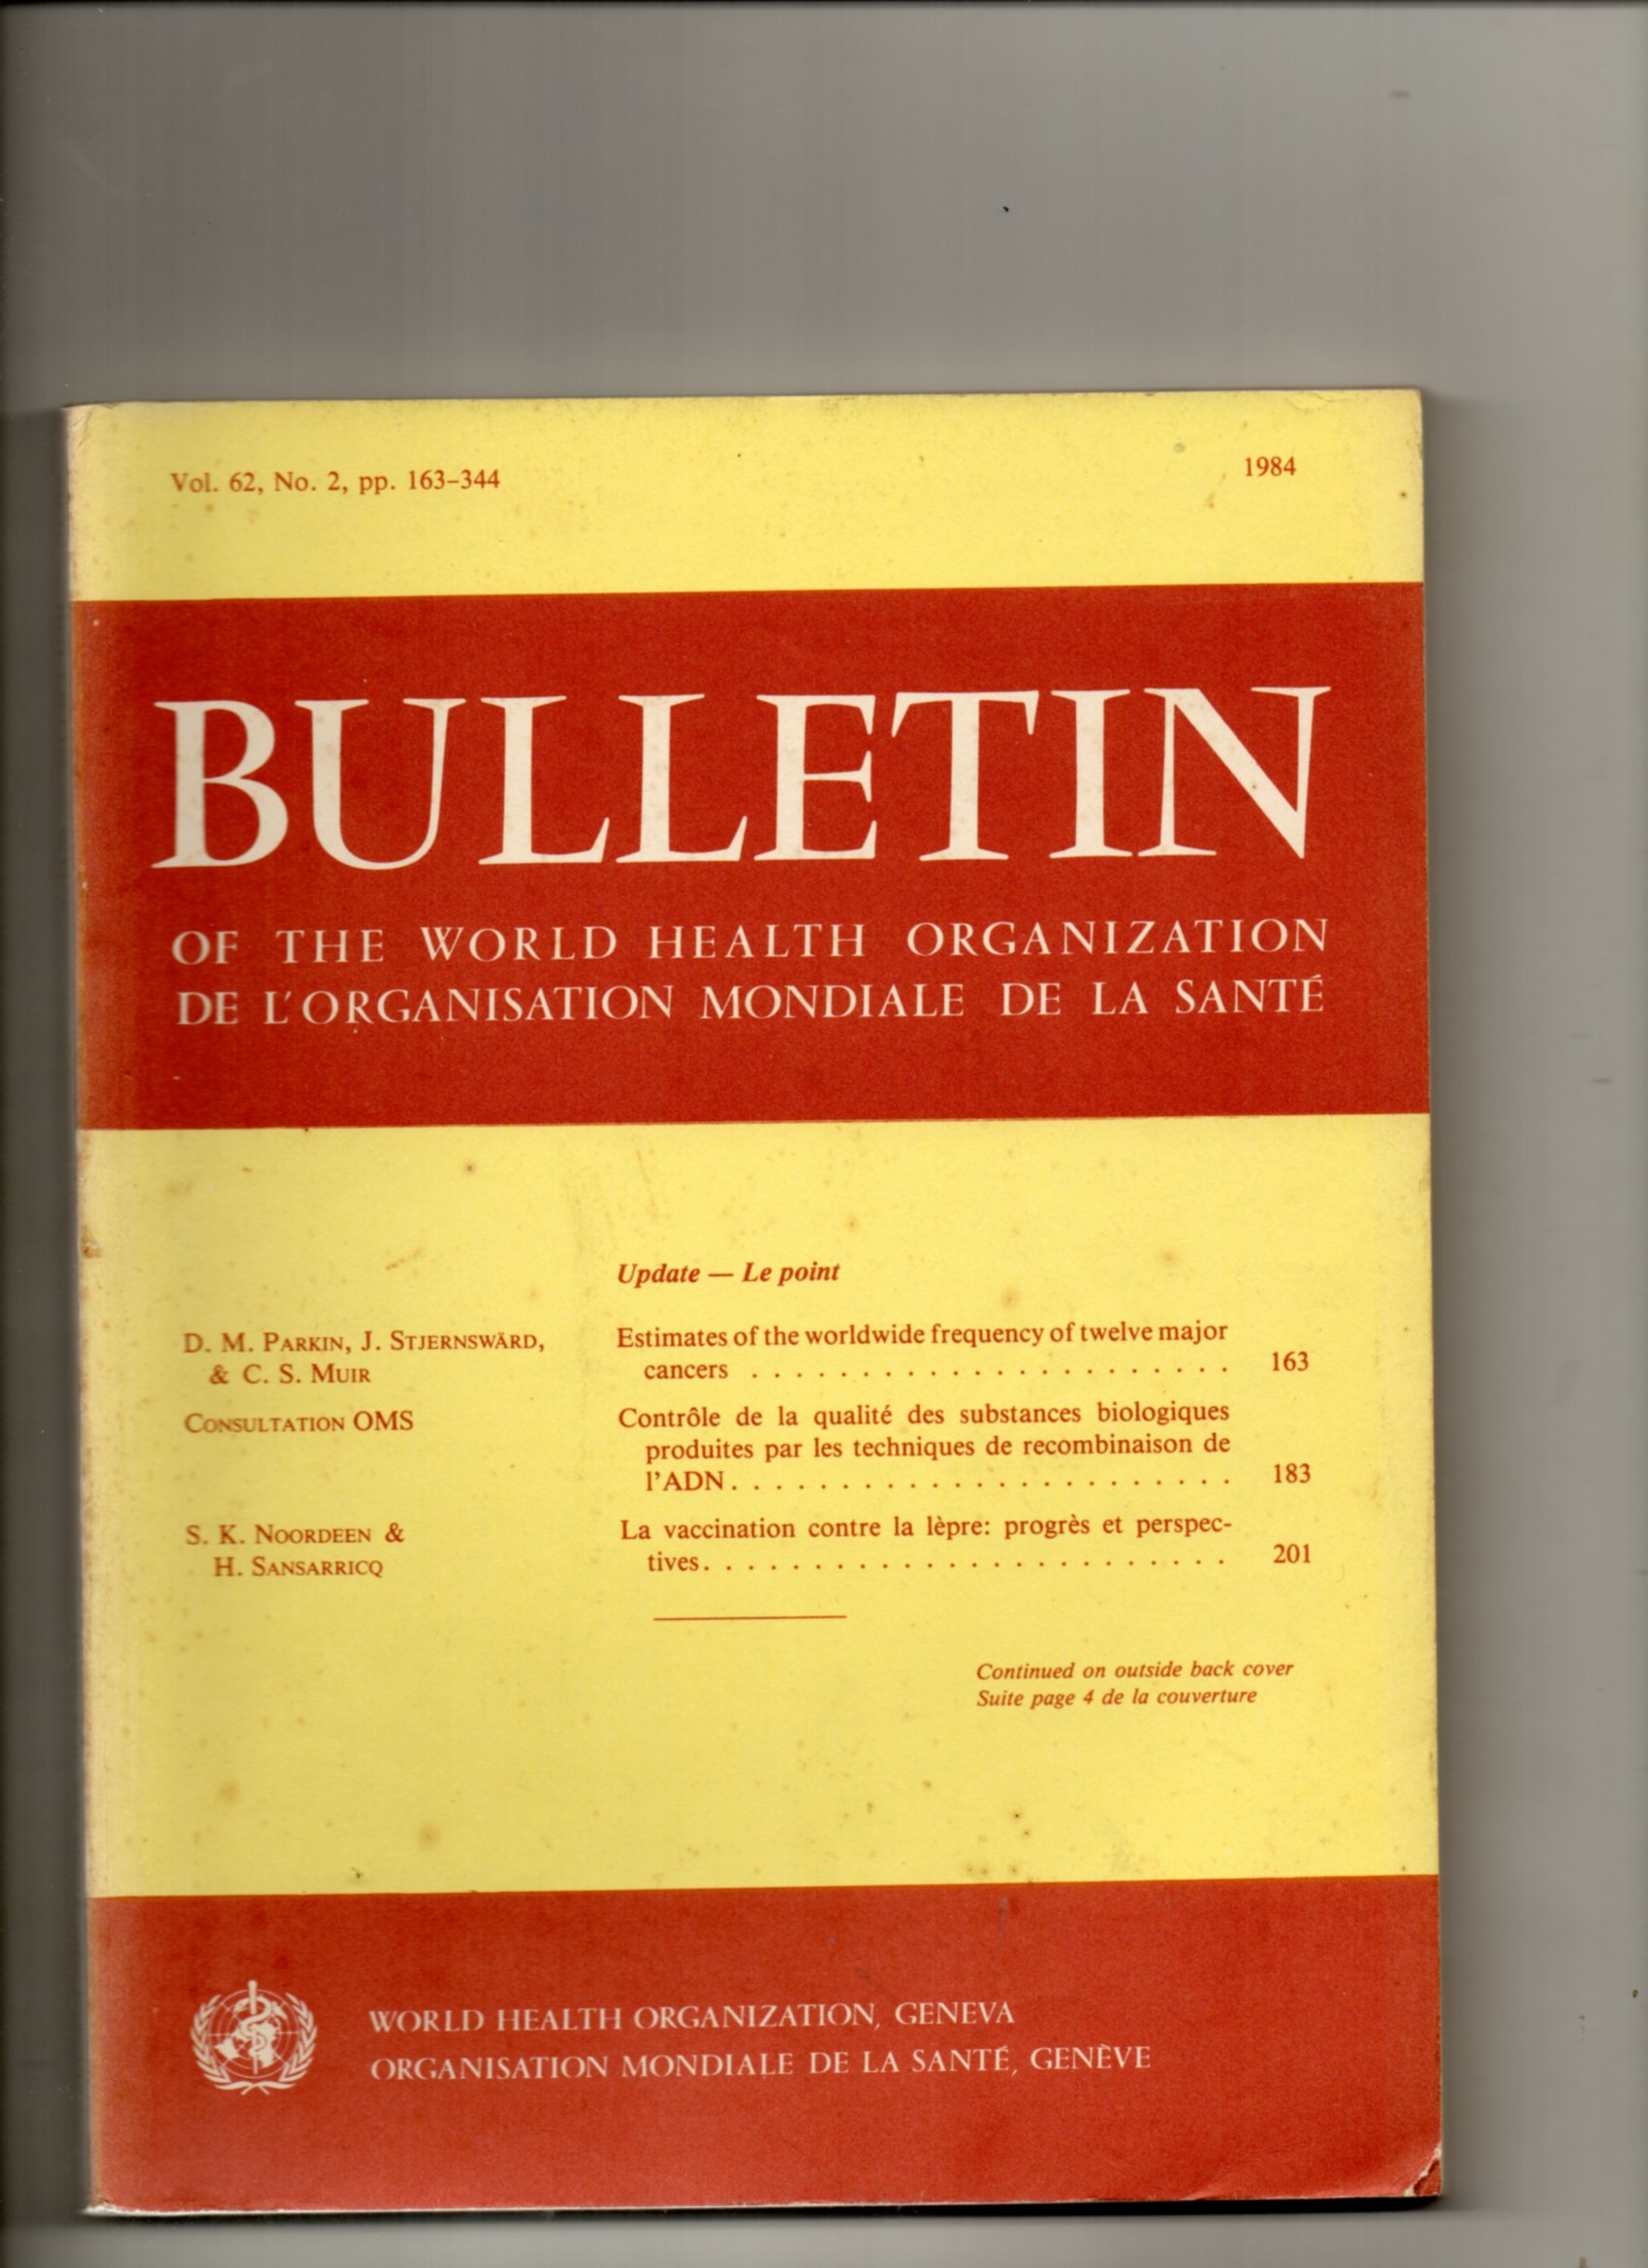 Vol. 62, No. 2, pp. 163–344
1984
BULLETIN
OF THE WORLD HEALTH ORGANIZATION
DE L'ORGANISATION MONDIALE DE LA SANTÉ
Update — Le point
D. M. PARKIN, J. STJERNSWÄRD,
& C. S. MUIR
Estimates of the worldwide frequency of twelve major
cancers . . . . . . . . . . . . . . . . . . . . . . 163
CONSULTATION OMS
Contrôle de la qualité des substances biologiques
produites par les techniques de recombinaison de
l'ADN. . . . . . . . . . . . . . . . . . . . . . . 183
S. K. NOORDEEN &
H. SANSARRICQ
La vaccination contre la lèpre: progrès et perspec-
tives. . . . . . . . . . . . . . . . . . . . . . . . 201
Continued on outside back cover
Suite page 4 de la couverture
WORLD HEALTH ORGANIZATION, GENEVA
ORGANISATION MONDIALE DE LA SANTÉ, GENÈVE